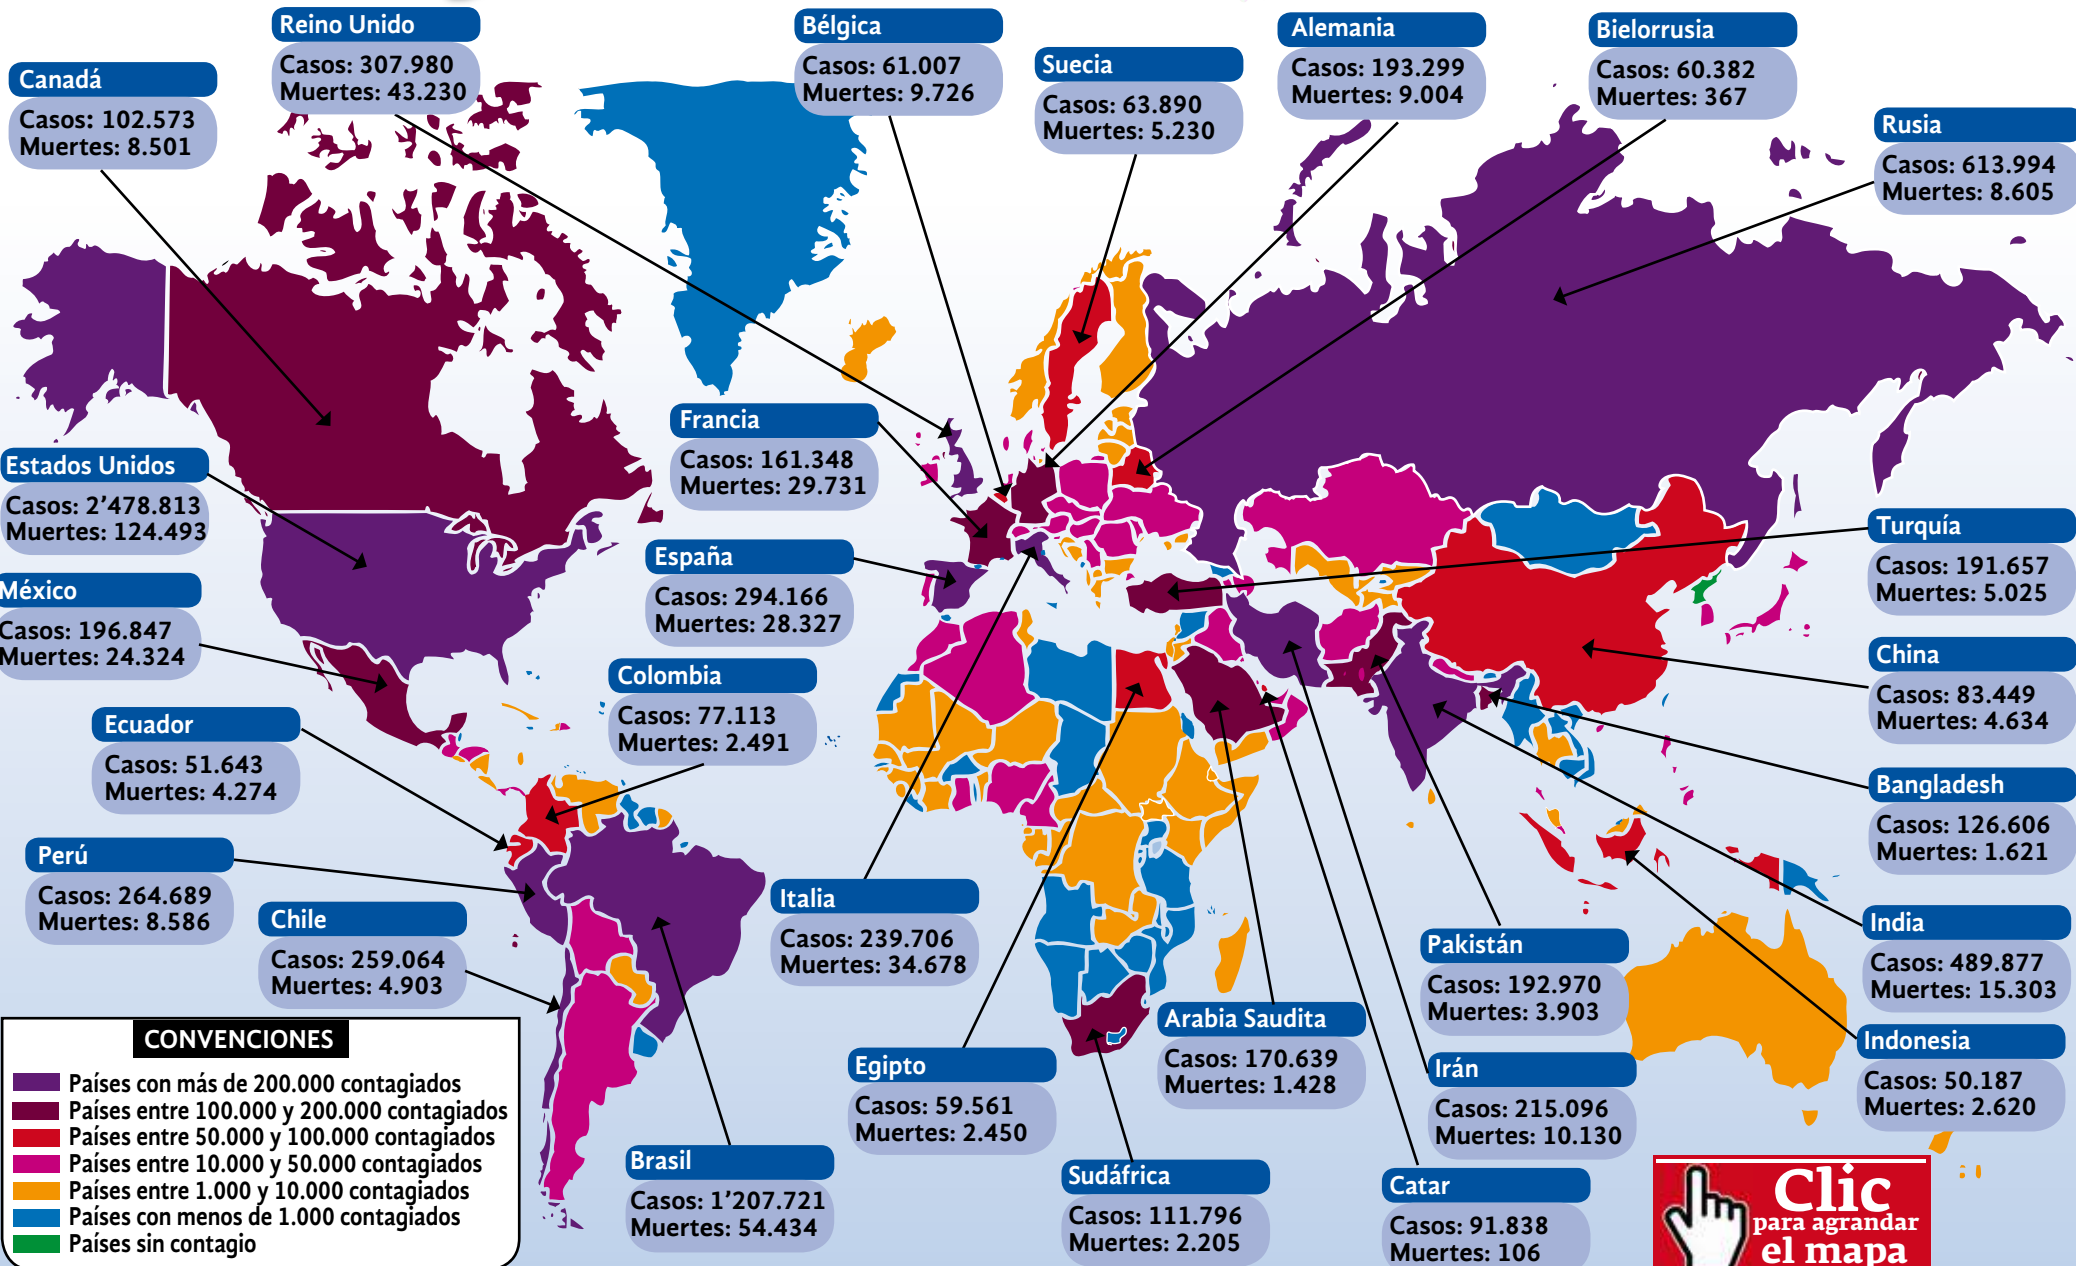 Reino Unido
Casos: 307.980
Muertes: 43.230
Bélgica
Casos: 61.007
Muertes: 9.726
Suecia
Casos: 63.890
Muertes: 5.230
Alemania
Casos: 193.299
Muertes: 9.004
Bielorrusia
Casos: 60.382
Muertes: 367
Canadá
Casos: 102.573
Muertes: 8.501
Rusia
Casos: 613.994
Muertes: 8.605
Francia
Casos: 161.348
Muertes: 29.731
Estados Unidos
Casos: 2'478.813
Muertes: 124.493
España
Casos: 294.166
Muertes: 28.327
Turquía
Casos: 191.657
Muertes: 5.025
México
Casos: 196.847
Muertes: 24.324
China
Casos: 83.449
Muertes: 4.634
Colombia
Casos: 77.113
Muertes: 2.491
Ecuador
Casos: 51.643
Muertes: 4.274
Bangladesh
Casos: 126.606
Muertes: 1.621
Perú
Casos: 264.689
Muertes: 8.586
Chile
Casos: 259.064
Muertes: 4.903
Italia
Casos: 239.706
Muertes: 34.678
India
Casos: 489.877
Muertes: 15.303
Pakistán
Casos: 192.970
Muertes: 3.903
Arabia Saudita
Casos: 170.639
Muertes: 1.428
Indonesia
Casos: 50.187
Muertes: 2.620
Egipto
Casos: 59.561
Muertes: 2.450
Irán
Casos: 215.096
Muertes: 10.130
Brasil
Casos: 1'207.721
Muertes: 54.434
Sudáfrica
Casos: 111.796
Muertes: 2.205
Catar
Casos: 91.838
Muertes: 106
CONVENCIONES
Países con más de 200.000 contagiados
Países entre 100.000 y 200.000 contagiados
Países entre 50.000 y 100.000 contagiados
Países entre 10.000 y 50.000 contagiados
Países entre 1.000 y 10.000 contagiados
Países con menos de 1.000 contagiados
Países sin contagio
Clic
para agrandar
el mapa